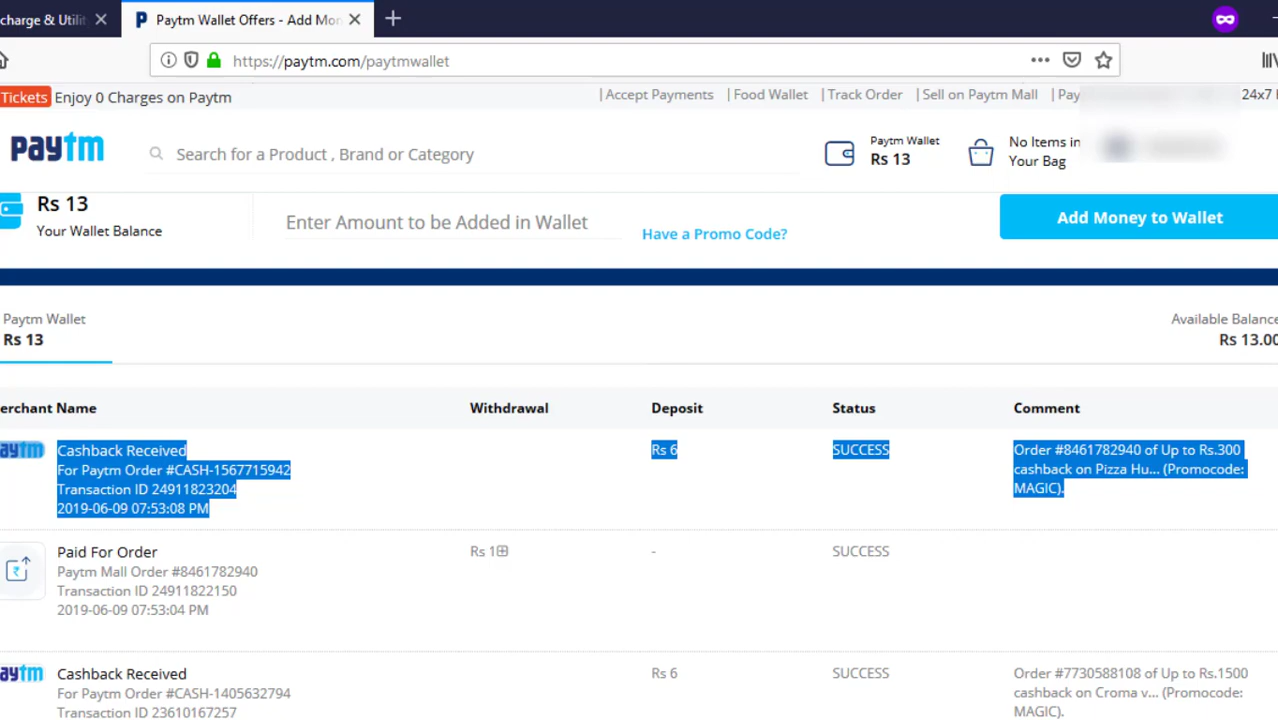 charge & Utili
Paytm Wallet Offers - Add Mon
https://paytm.com/paytmwallet
Tickets Enjoy 0 Charges on Paytm | Accept Payments | Food Wallet | Track Order | Sell on Paytm Mall | Pay 24x7
paytm Search for a Product , Brand or Category Paytm Wallet Rs 13 No Items in Your Bag
Rs 13
Your Wallet Balance
Enter Amount to be Added in Wallet
Have a Promo Code?
Add Money to Wallet
Paytm Wallet
Rs 13
Available Balance
Rs 13.00
erchant Name Withdrawal Deposit Status Comment
aytm Cashback Received Rs 6 SUCCESS Order #8461782940 of Up to Rs.300
For Paytm Order #CASH-1567715942 cashback on Pizza Hu... (Promocode:
Transaction ID 24911823204 MAGIC).
2019-06-09 07:53:08 PM
Paid For Order Rs 1 - SUCCESS
Paytm Mall Order #8461782940
Transaction ID 24911822150
2019-06-09 07:53:04 PM
aytm Cashback Received Rs 6 SUCCESS Order #7730588108 of Up to Rs.1500
For Paytm Order #CASH-1405632794 cashback on Croma v... (Promocode:
Transaction ID 23610167257 MAGIC).